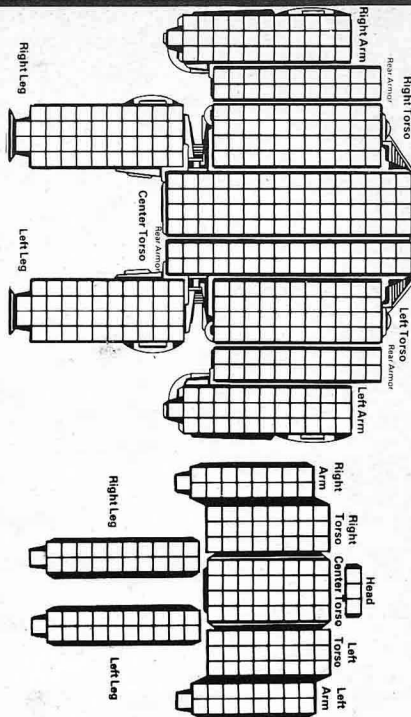 Right Arm
Right Torso
Rear Armor
Right Leg
Center Torso
Rear Armor
Left Leg
Left Torso
Rear Armor
Left Arm
Head
Right
Arm
Right
Torso
Center Torso
Left
Torso
Left
Arm
Right Leg
Left Leg